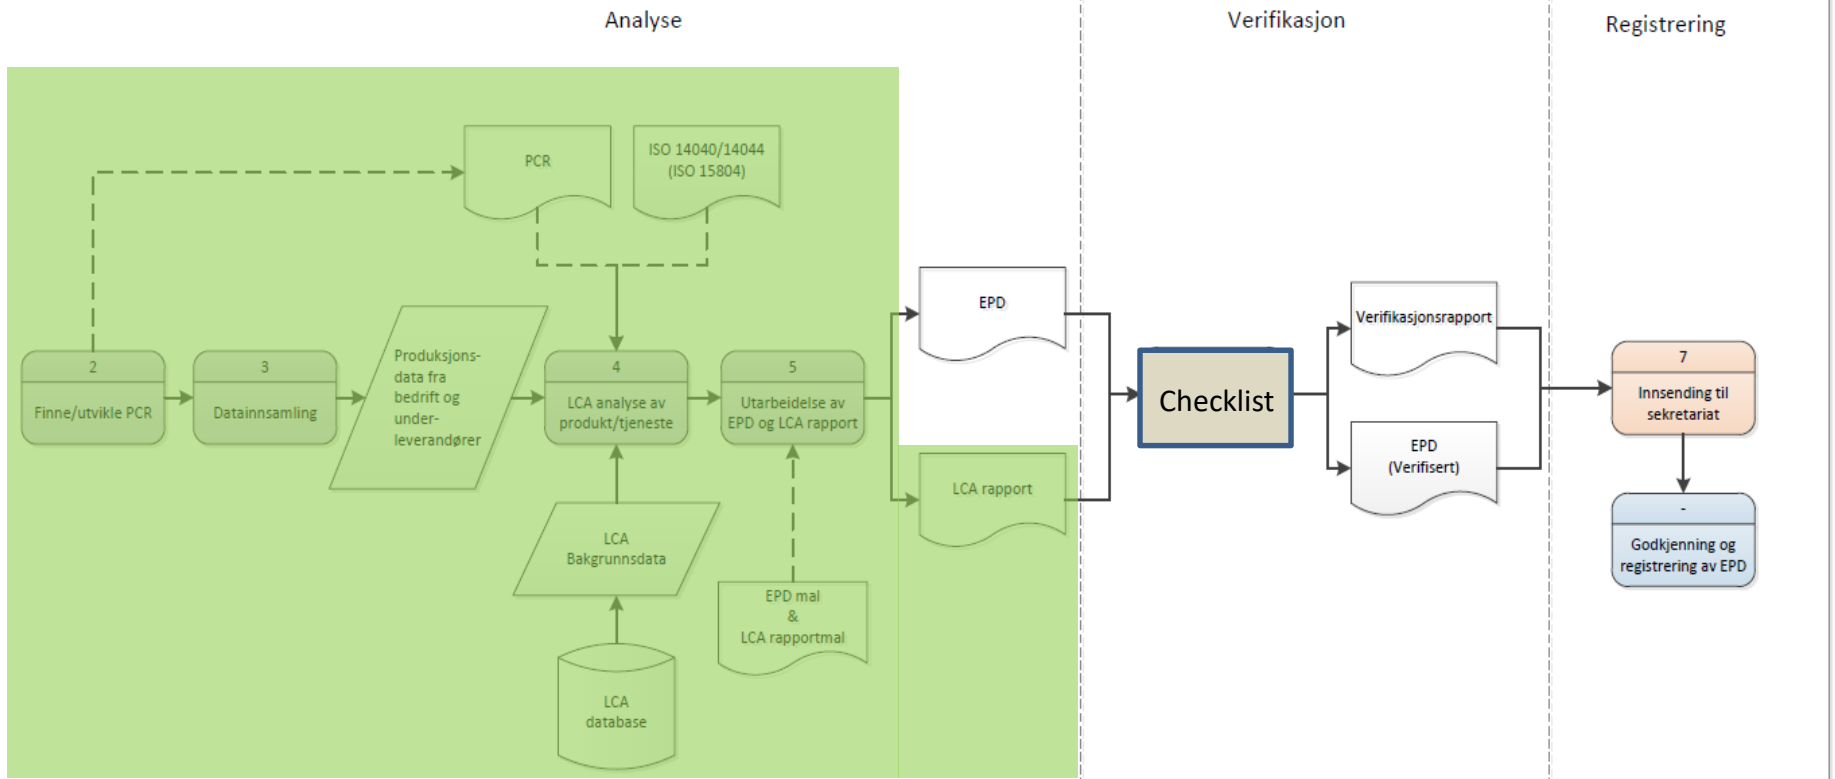 Analyse
Verifikasjon
Registrering
PCR
ISO 14040/14044
(ISO 15804)
2
Finne/utvikle PCR
3
Datainnsamling
Produksjons-
data fra
bedrift og
under-
leverandører
4
LCA analyse av
produkt/tjeneste
5
Utarbeidelse av
EPD og LCA rapport
LCA
Bakgrunnsdata
LCA
database
EPD mal
&
LCA rapportmal
EPD
LCA rapport
Checklist
Verifikasjonsrapport
EPD
(Verifisert)
7
Innsending til
sekretariat
-
Godkjenning og
registrering av EPD